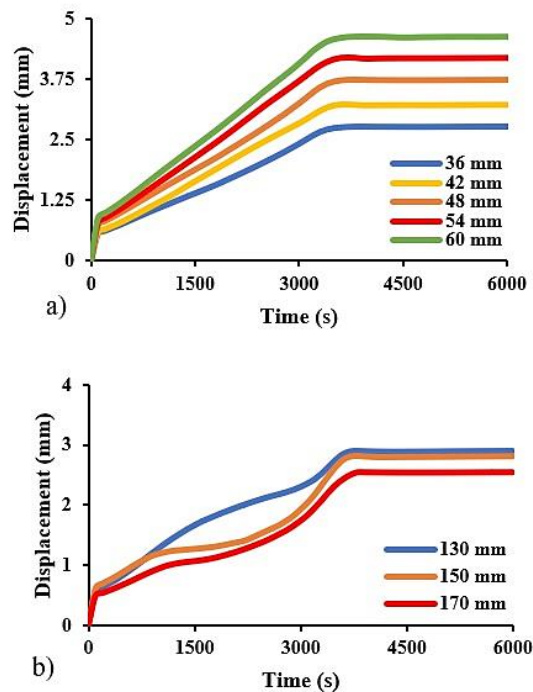 Displacement (mm)
5
3.75
2.5
1.25
0
36 mm
42 mm
48 mm
54 mm
60 mm
0 1500 3000 4500 6000
a)
Time (s)
Displacement (mm)
4
3
2
1
0
130 mm
150 mm
170 mm
0 1500 3000 4500 6000
b)
Time (s)